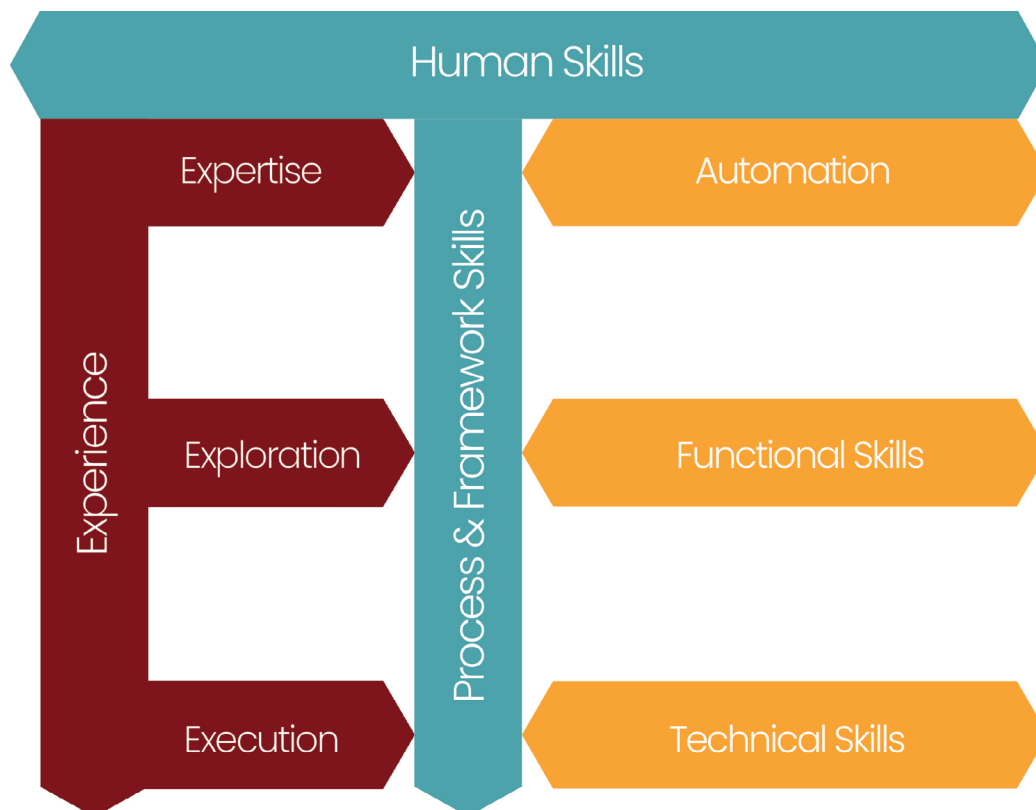 Human Skills
Expertise
Automation
Experience
Process & Framework Skills
Exploration
Functional Skills
Execution
Technical Skills